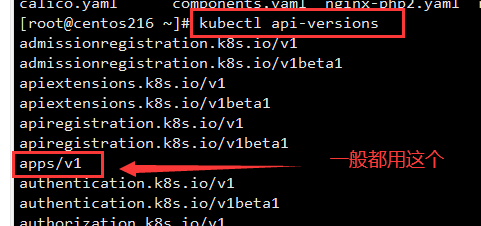 calico.yaml components.yaml nginx-php2.yaml
[root@centos216 ~]# kubectl api-versions
admissionregistration.k8s.io/v1
admissionregistration.k8s.io/v1beta1
apiextensions.k8s.io/v1
apiextensions.k8s.io/v1beta1
apiregistration.k8s.io/v1
apiregistration.k8s.io/v1beta1
apps/v1
一般都用这个
authentication.k8s.io/v1
authentication.k8s.io/v1beta1
authorization.k8s.io/v1